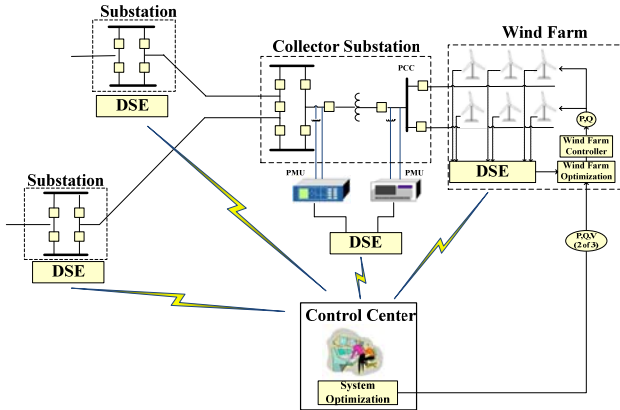 Substation
DSE
Collector Substation
PCC
PMU
PMU
DSE
Wind Farm
P.Q
Wind Farm
Controller
DSE
Wind Farm
Optimization
Substation
DSE
P.Q.V
(2 of 3)
Control Center
System
Optimization